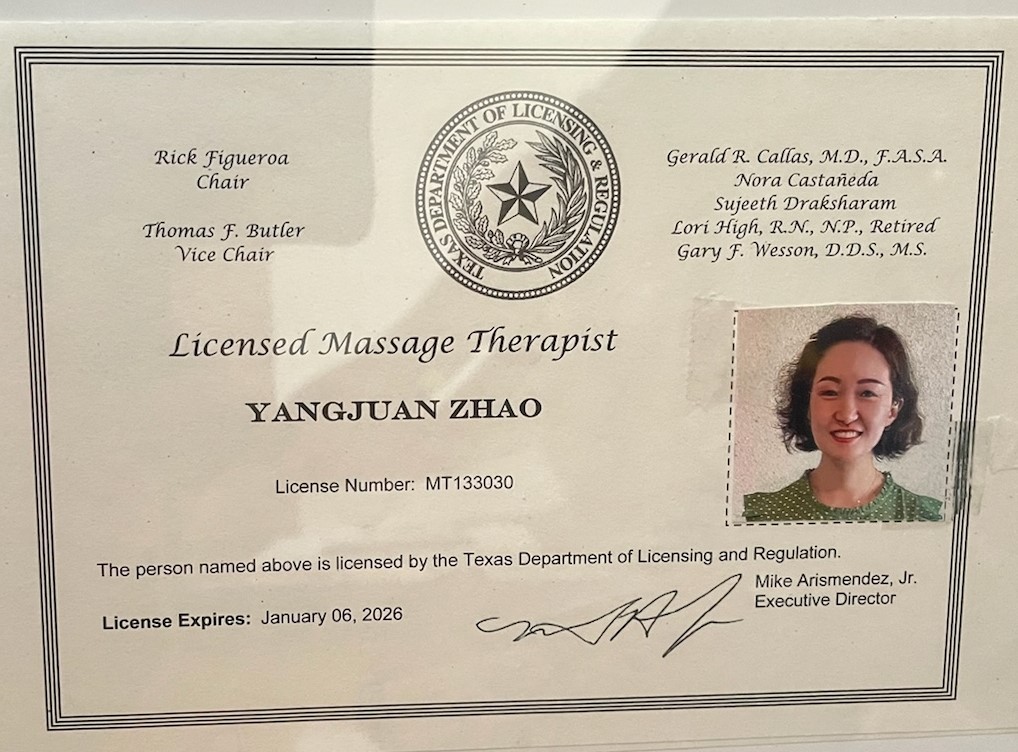 Rick Figueroa
Chair
Thomas F. Butler
Vice Chair
TEXAS DEPARTMENT OF LICENSING & REGULATION
Gerald R. Callas, M.D., F.A.S.A.
Nora Castañeda
Sujeeth Draksharam
Lori High, R.N., N.P., Retired
Gary F. Wesson, D.D.S., M.S.
Licensed Massage Therapist
YANGJUAN ZHAO
License Number: MT133030
The person named above is licensed by the Texas Department of Licensing and Regulation.
License Expires: January 06, 2026
Mike Arismendez, Jr.
Executive Director